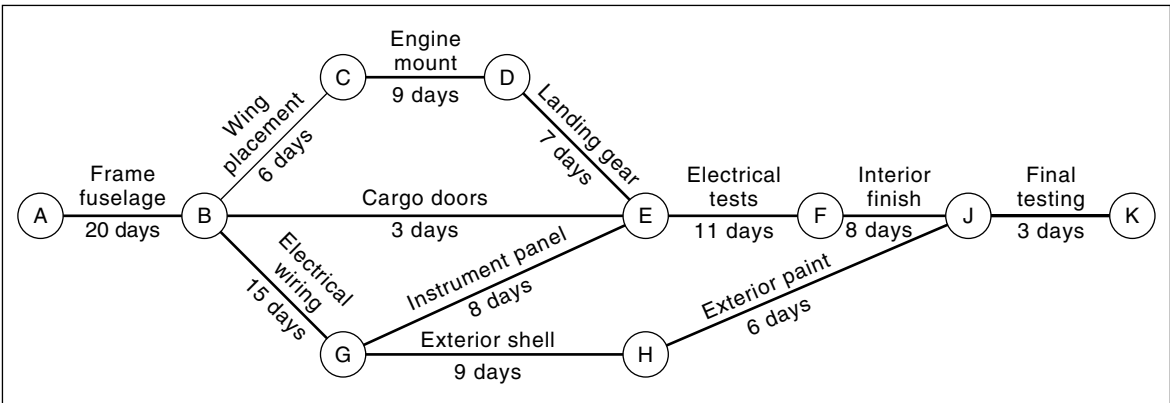 Engine
mount
C
D
9 days
Wing
placement
6 days
Landing gear
7 days
Frame
fuselage
Cargo doors
Electrical
tests
Interior
finish
Final
testing
A
B
E
F
J
K
20 days
3 days
11 days
8 days
3 days
Electrical
wiring
15 days
Instrument panel
8 days
Exterior paint
6 days
Exterior shell
G
H
9 days